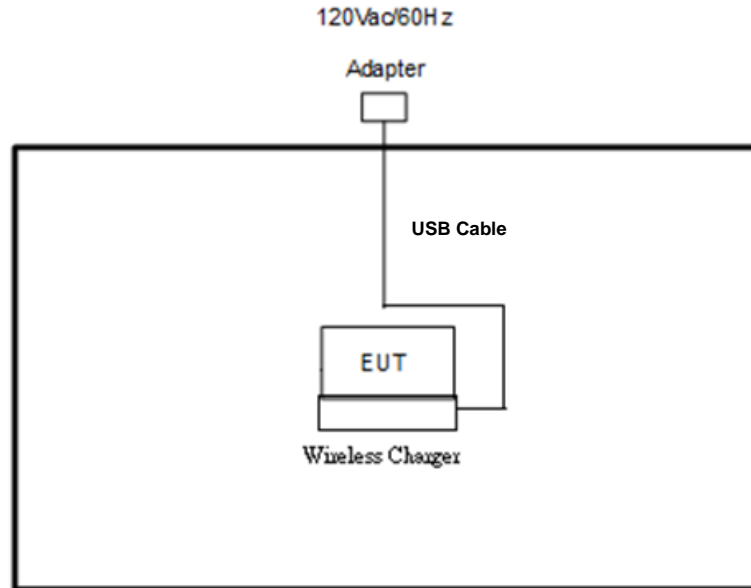 120Vac/60Hz
Adapter
USB Cable
EUT
Wireless Charger